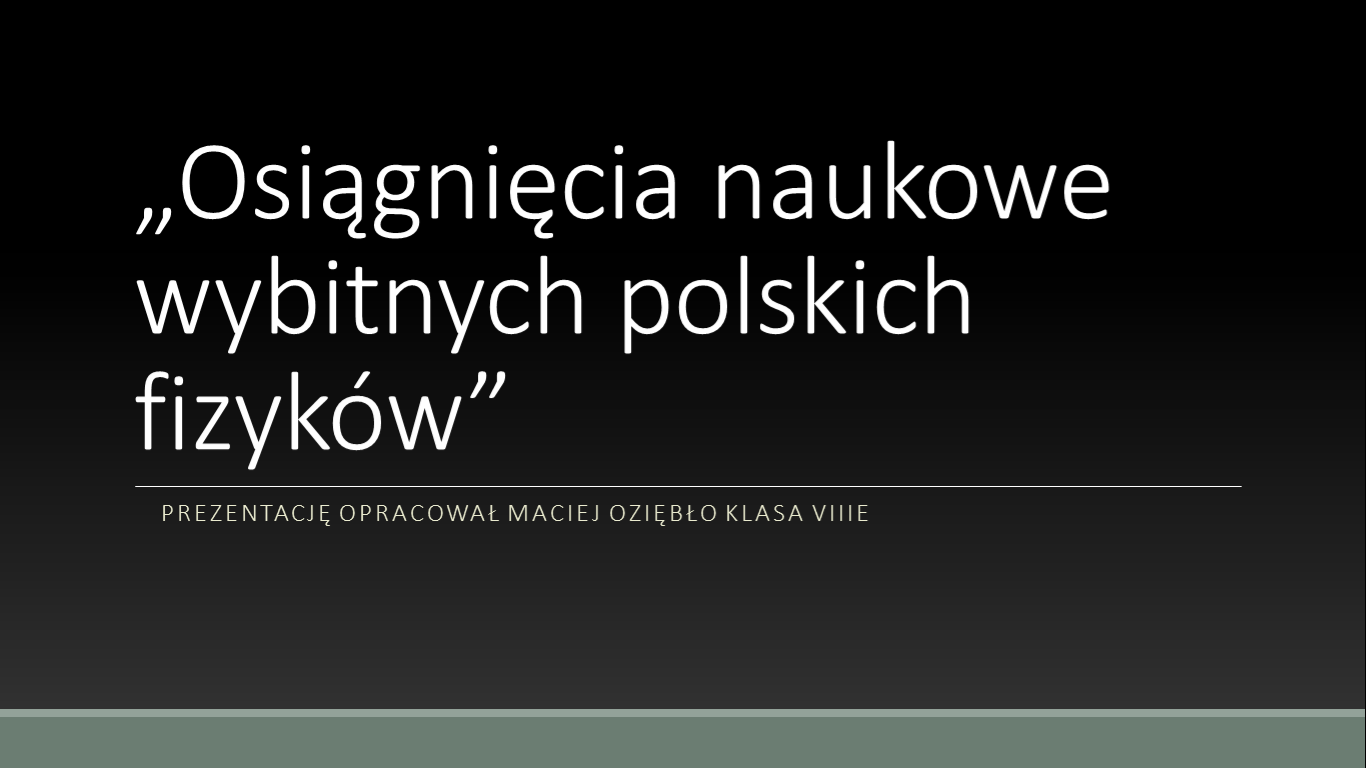 „Osiągnięcia naukowe
wybitnych polskich
fizyków”
PREZENTACJĘ OPRACOWAŁ MACIEJ OZIĘBŁO KLASA VIIIE